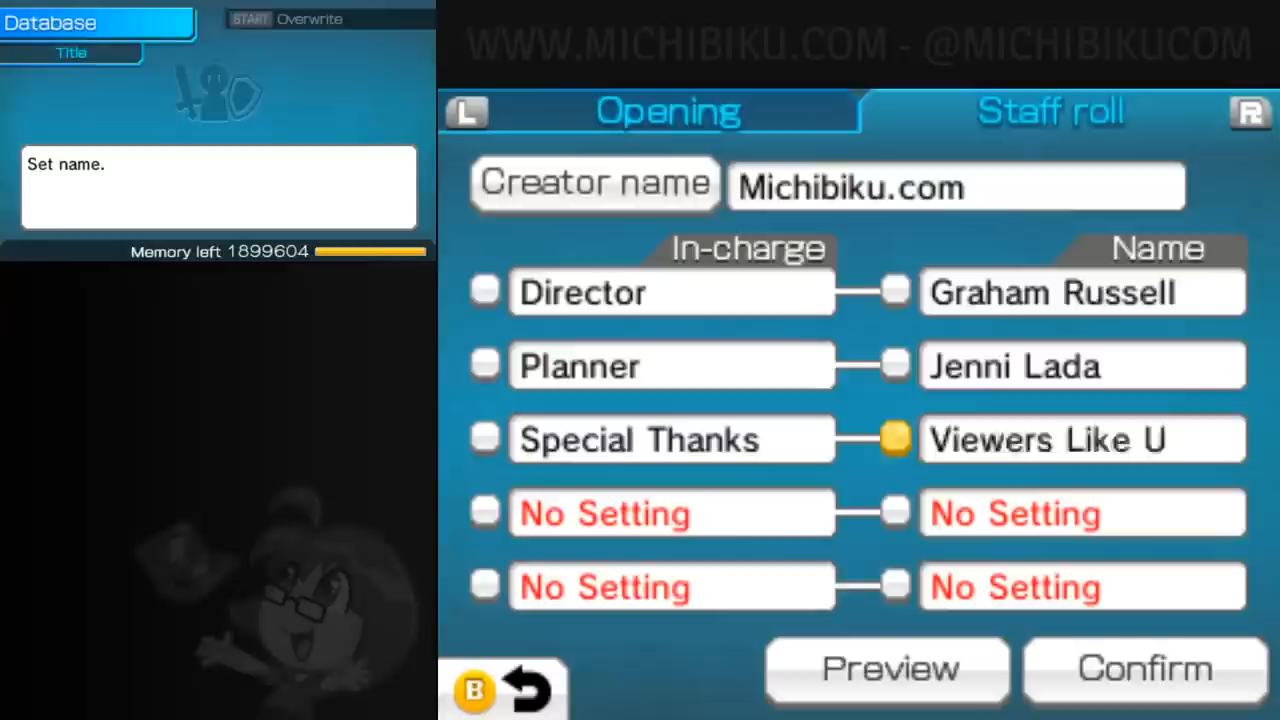 Database
START Overwrite
Title
Set name.
Memory left 1899604
WWW.MICHIBIKU.COM - @MICHIBIKUCOM
L Opening Staff roll R
Creator name Michibiku.com
In-charge Name
Director Graham Russell
Planner Jenni Lada
Special Thanks Viewers Like U
No Setting No Setting
No Setting No Setting
B Preview Confirm